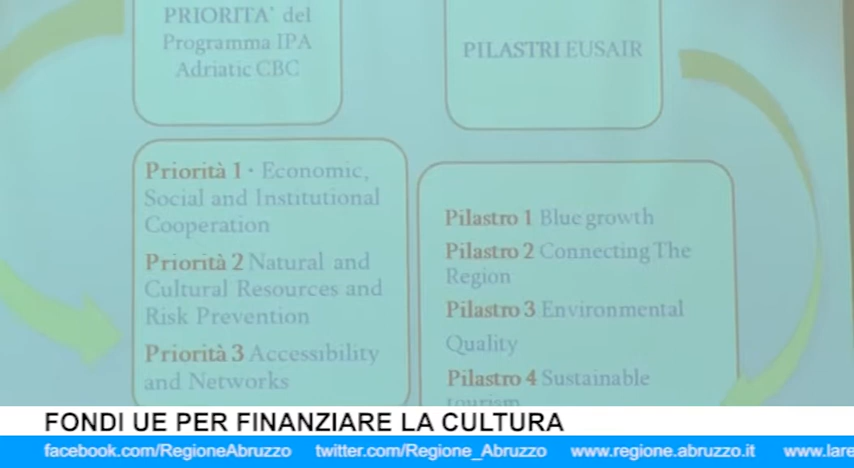 PRIORITA' del
Programma IPA
Adriatic CBC
PILASTRI EUSAIR
Priorità 1 · Economic,
Social and Institutional
Cooperation
Priorità 2 Natural and
Cultural Resources and
Risk Prevention
Priorità 3 Accessibility
and Networks
Pilastro 1 Blue growth
Pilastro 2 Connecting The
Region
Pilastro 3 Environmental
Quality
Pilastro 4 Sustainable
tourism
FONDI UE PER FINANZIARE LA CULTURA
facebook.com/RegioneAbruzzo twitter.com/Regione_Abruzzo www.regione.abruzzo.it www.lare